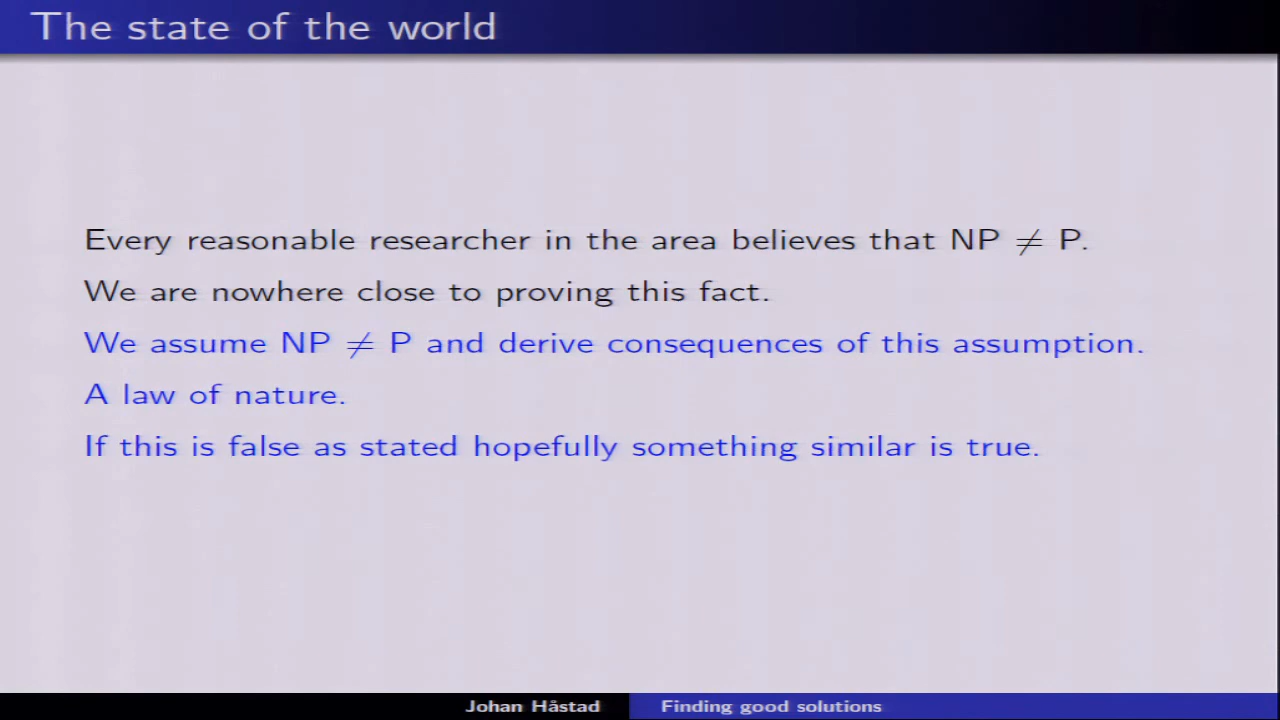 The state of the world
Every reasonable researcher in the area believes that NP ≠ P.
We are nowhere close to proving this fact.
We assume NP ≠ P and derive consequences of this assumption.
A law of nature.
If this is false as stated hopefully something similar is true.
Johan Håstad
Finding good solutions